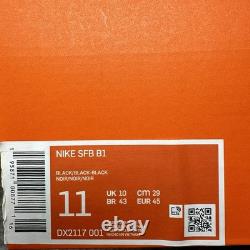 NIKE SFB B1
BLACK/BLACK-BLACK
NOIR/NOIR/NOIR
11
UK 10
CM 29
BR 43
EUR 45
DX2117 001
ebay